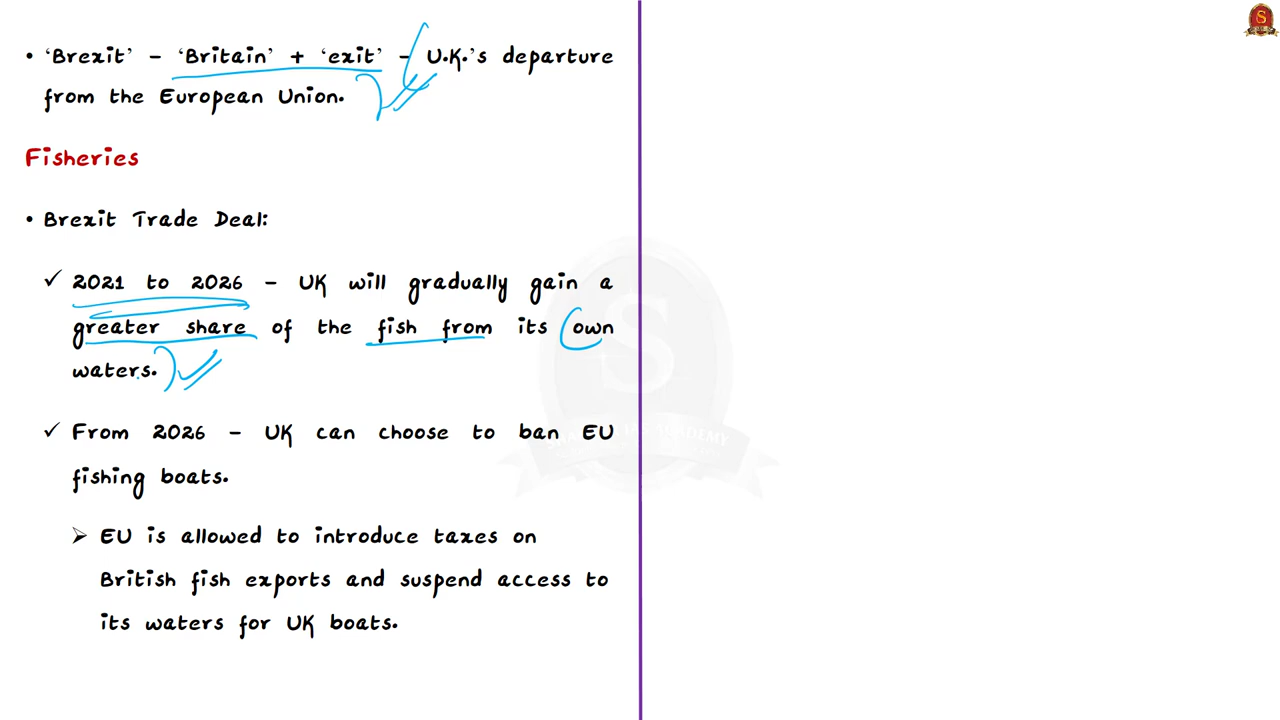 • ‘Brexit’ – ‘Britain’ + ‘exit’ – U.K.’s departure
from the European Union.
Fisheries
• Brexit Trade Deal:
✓ 2021 to 2026 – UK will gradually gain a
greater share of the fish from its own
waters.
✓ From 2026 – UK can choose to ban EU
fishing boats.
➢ EU is allowed to introduce taxes on
British fish exports and suspend access to
its waters for UK boats.
S
ACADEMY